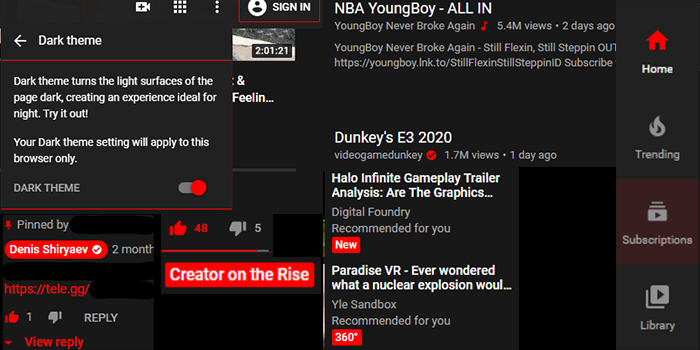 SIGN IN
Dark theme
Dark theme turns the light surfaces of the
page dark, creating an experience ideal for
night. Try it out!
Your Dark theme setting will apply to this
browser only.
DARK THEME
2:01:21
&
Feelin...
Pinned by
Denis Shiryaev
2 month
https://tele.gg/
1
REPLY
View reply
48
5
Creator on the Rise
NBA YoungBoy - ALL IN
YoungBoy Never Broke Again 5.4M views • 2 days ago
YoungBoy Never Broke Again - Still Flexin, Still Steppin OUT
https://youngboy.lnk.to/StillFlexinStillSteppinID Subscribe
Dunkey's E3 2020
videogamedunkey 1.7M views • 1 day ago
Halo Infinite Gameplay Trailer
Analysis: Are The Graphics...
Digital Foundry
Recommended for you
New
Paradise VR - Ever wondered
what a nuclear explosion woul...
Yle Sandbox
Recommended for you
360°
Home
Trending
Subscriptions
Library